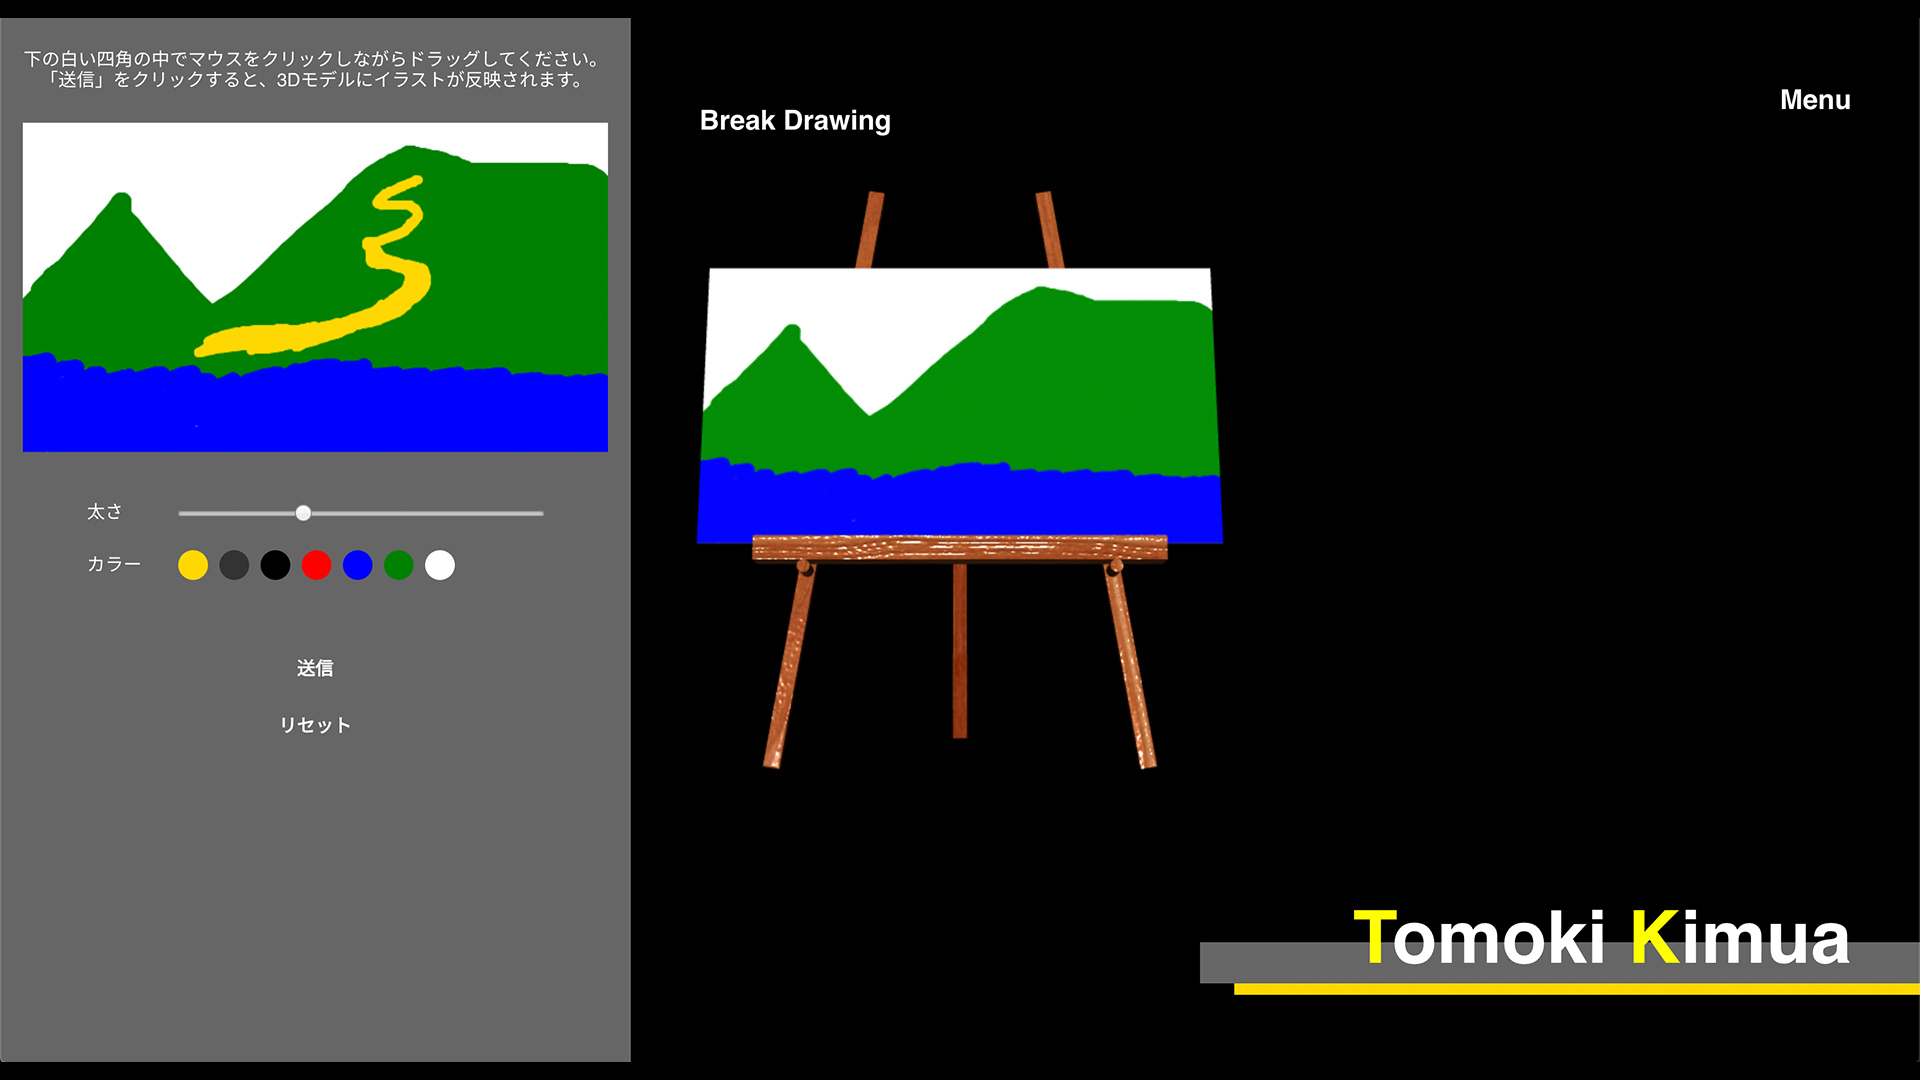 下の白い四角の中でマウスをクリックしながらドラッグしてください。
「送信」をクリックすると、3Dモデルにイラストが反映されます。
太さ
カラー
送信
リセット
Break Drawing
Menu
Tomoki Kimua